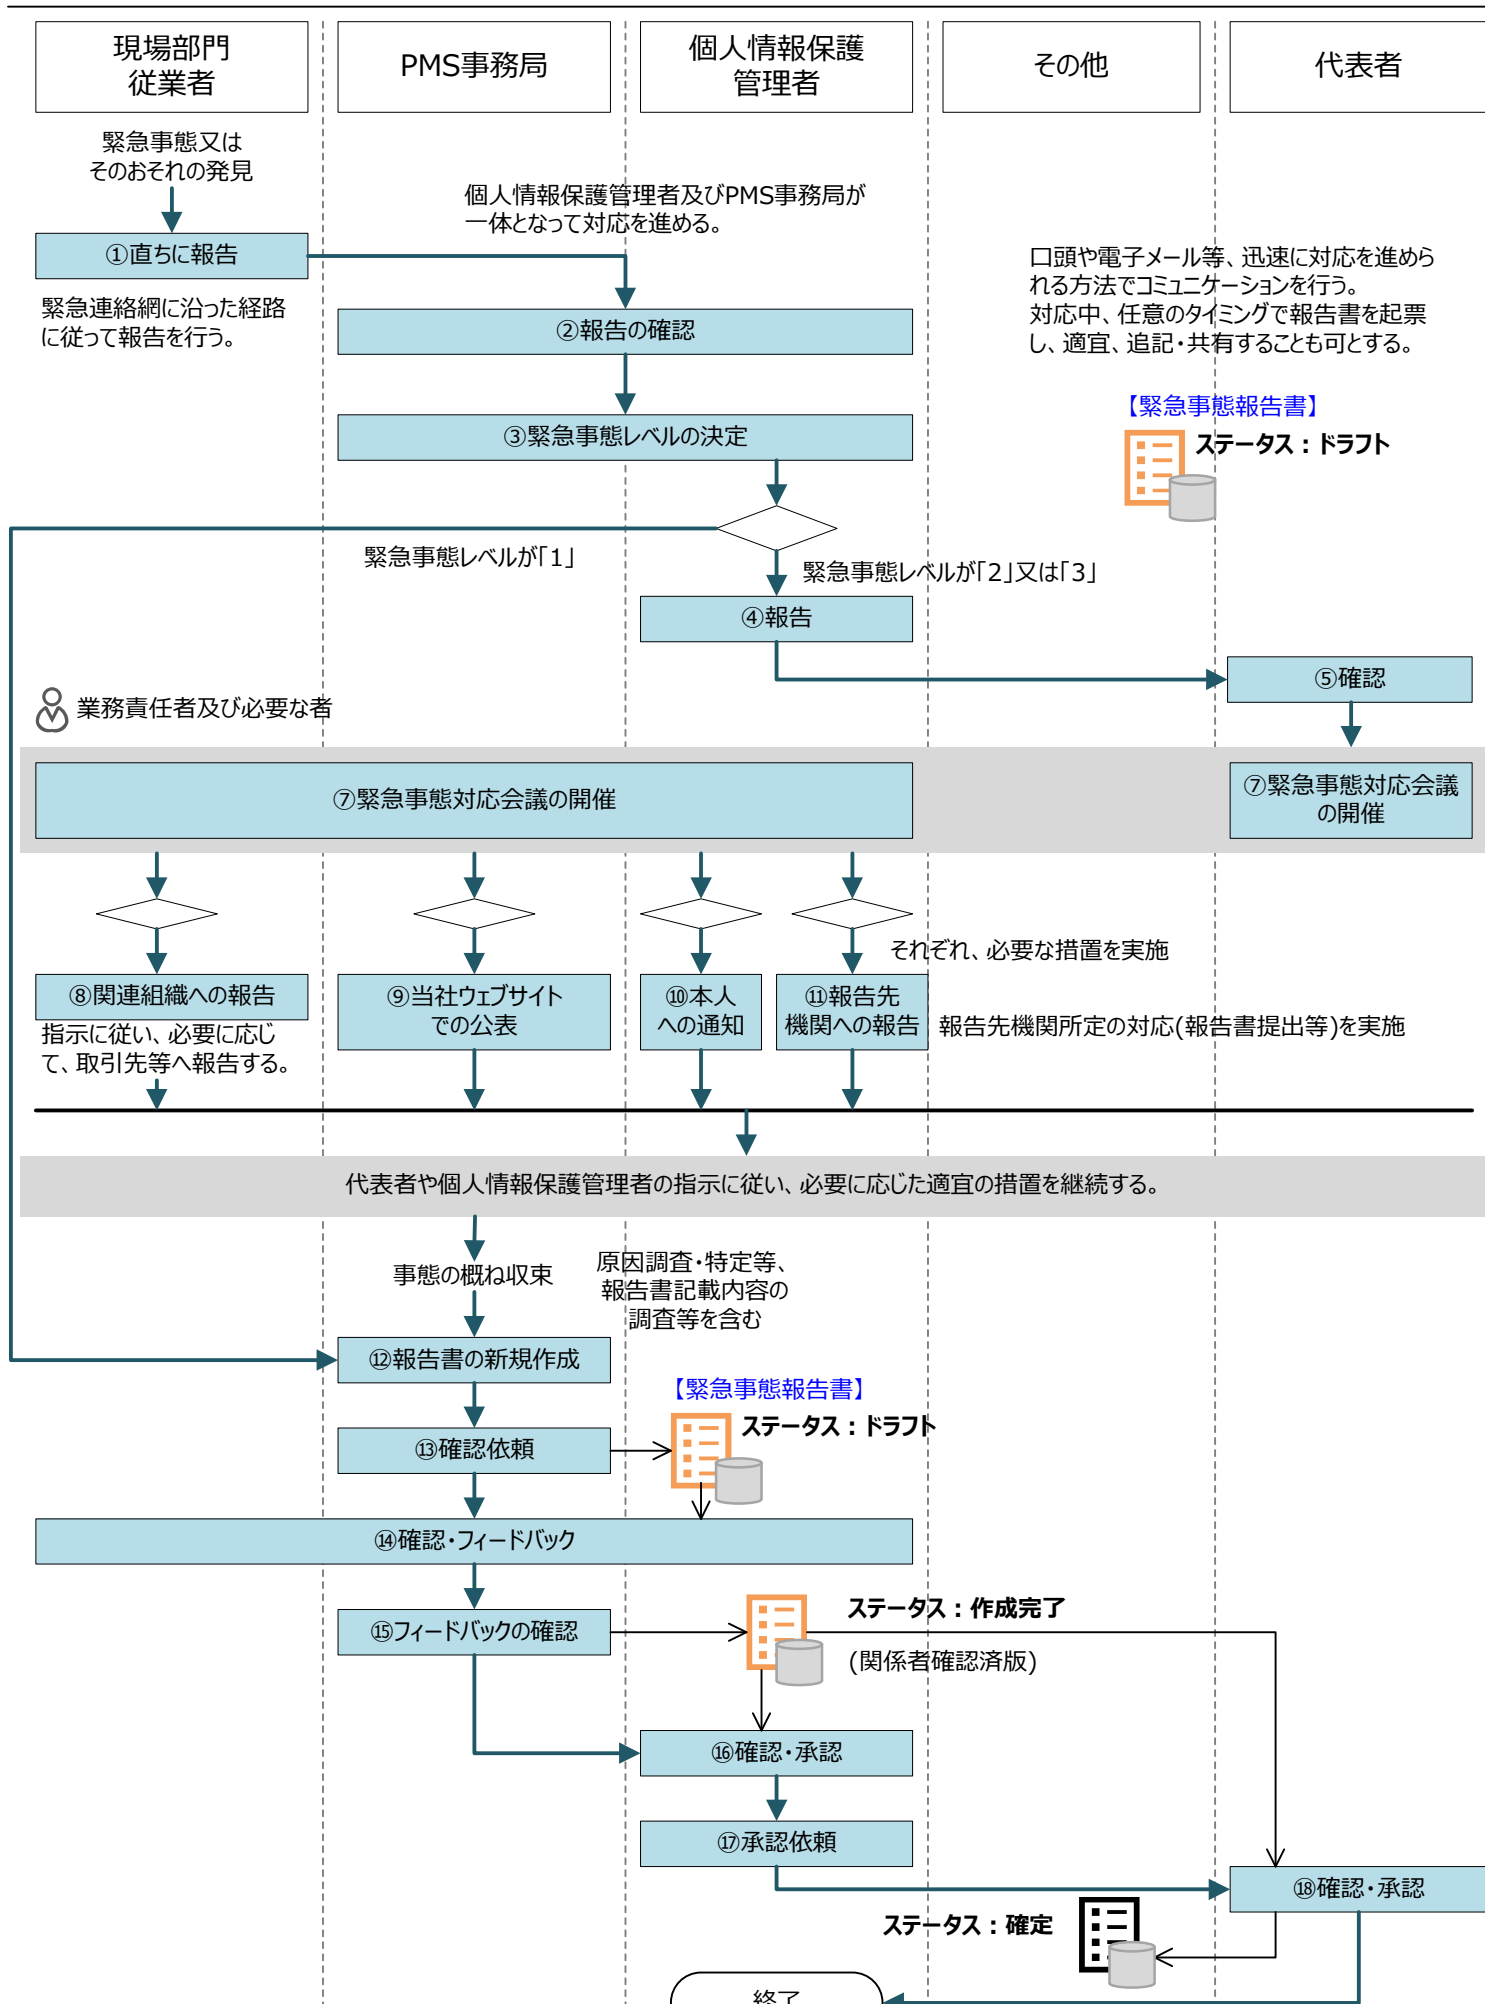 現場部門
従業者
PMS事務局
個人情報保護
管理者
その他
代表者
緊急事態又は
そのおそれの発見
個人情報保護管理者及びPMS事務局が
一体となって対応を進める。
①直ちに報告
緊急連絡網に沿った経路
に従って報告を行う。
口頭や電子メール等、迅速に対応を進めら
れる方法でコミュニケーションを行う。
対応中、任意のタイミングで報告書を起票
し、適宜、追記・共有することも可とする。
②報告の確認
③緊急事態レベルの決定
【緊急事態報告書】
ステータス：ドラフト
緊急事態レベルが「1」
緊急事態レベルが「2」又は「3」
④報告
⑤確認
業務責任者及び必要な者
⑦緊急事態対応会議の開催
⑦緊急事態対応会議
の開催
それぞれ、必要な措置を実施
⑧関連組織への報告
指示に従い、必要に応じ
て、取引先等へ報告する。
⑨当社ウェブサイト
での公表
⑩本人
への通知
⑪報告先
機関への報告
報告先機関所定の対応(報告書提出等)を実施
代表者や個人情報保護管理者の指示に従い、必要に応じた適宜の措置を継続する。
事態の概ね収束
原因調査・特定等、
報告書記載内容の
調査等を含む
⑫報告書の新規作成
【緊急事態報告書】
ステータス：ドラフト
⑬確認依頼
⑭確認・フィードバック
⑮フィードバックの確認
ステータス：作成完了
(関係者確認済版)
⑯確認・承認
⑰承認依頼
⑱確認・承認
ステータス：確定
終了